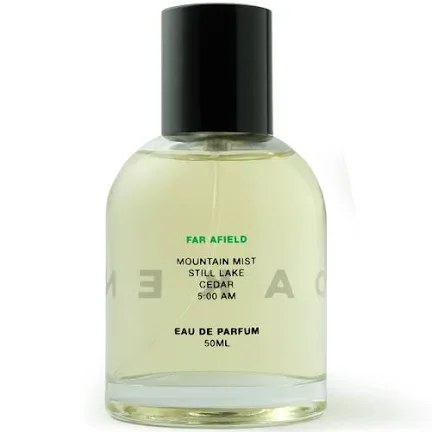 FAR AFIELD
MOUNTAIN MIST
STILL LAKE
CEDAR
5:00 AM
EAU DE PARFUM
50ML